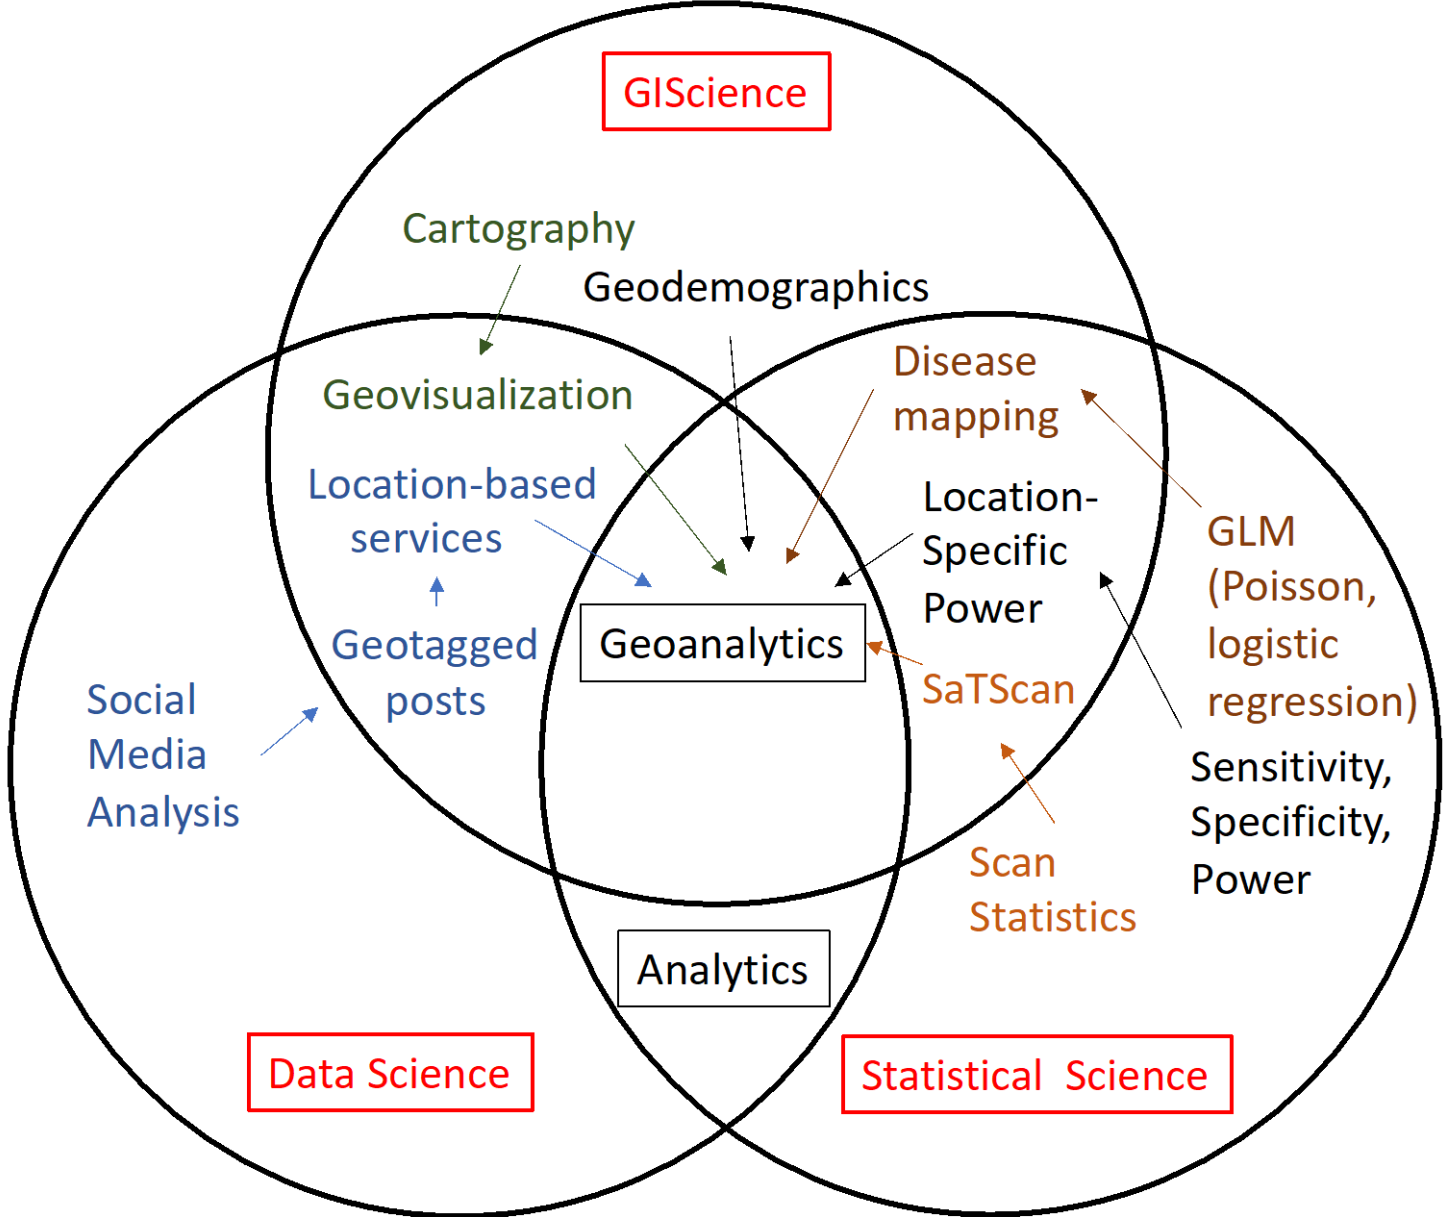 GIScience
Cartography
Geodemographics
Geovisualization
Disease
mapping
Location-based
services
Location-
Specific
Power
GLM
(Poisson,
logistic
regression)
Geotagged
posts
Geoanalytics
SaTScan
Social
Media
Analysis
Sensitivity,
Specificity,
Power
Scan
Statistics
Analytics
Data Science
Statistical  Science